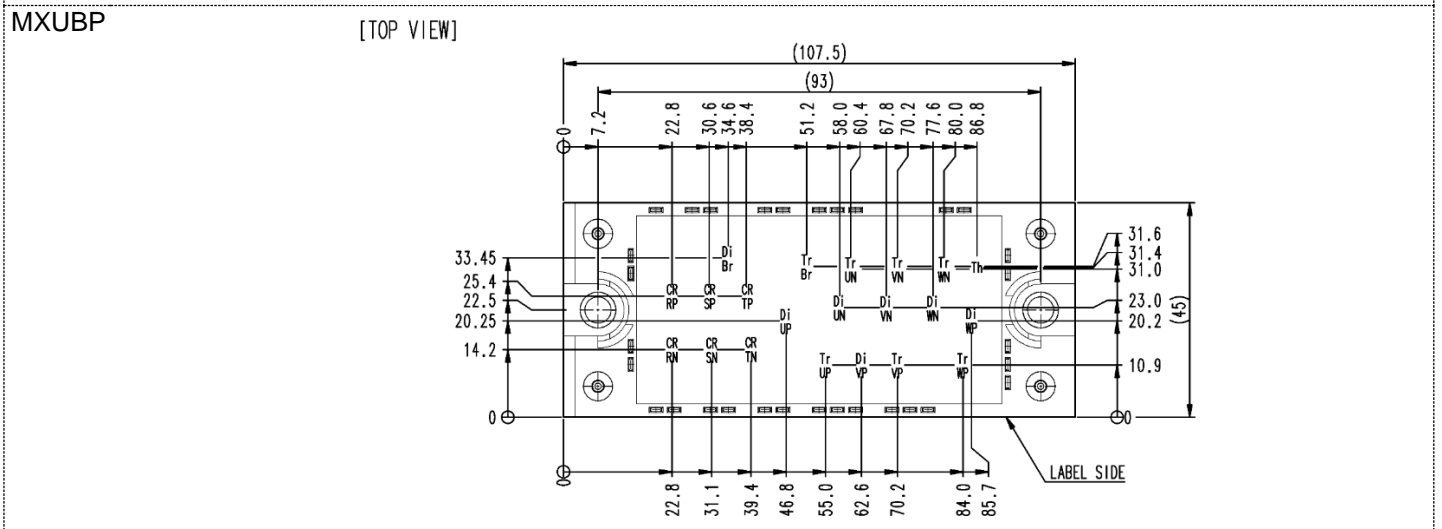 MXUBP
[TOP VIEW]
(107.5)
(93)
0
7.2
22.8
30.6
34.6
38.4
51.2
58.0
60.4
67.8
70.2
77.6
80.0
86.8
33.45
25.4
22.5
20.25
14.2
0
Di
Br
Tr
Br
Tr
UN
Tr
VN
Tr
WN
Th
CR
RP
CR
SP
CR
TP
Di
UN
Di
VN
Di
WN
Di
UP
Di
WP
CR
RN
CR
SN
CR
TN
Tr
UP
Di
VP
Tr
VP
Tr
WP
31.6
31.4
31.0
23.0
20.2
10.9
0
(45)
LABEL SIDE
0
22.8
31.1
39.4
46.8
55.0
62.6
70.2
84.0
85.7